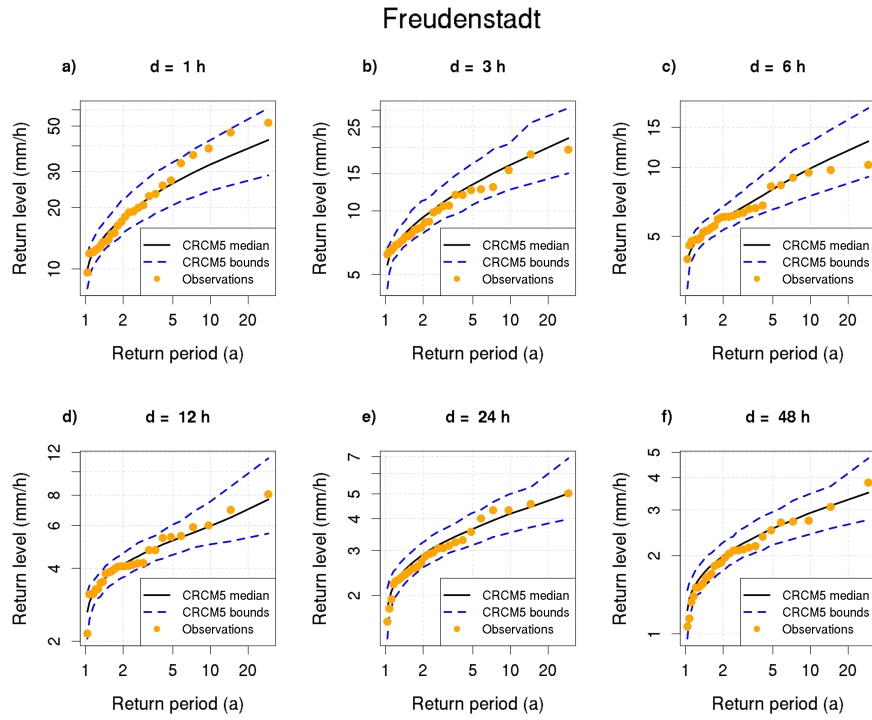 Freudenstadt
a) d = 1 h
Return level (mm/h)
50
30
20
10
CRCM5 median
CRCM5 bounds
Observations
1 2 5 10 20
Return period (a)
b) d = 3 h
Return level (mm/h)
25
15
10
5
CRCM5 median
CRCM5 bounds
Observations
1 2 5 10 20
Return period (a)
c) d = 6 h
Return level (mm/h)
15
10
5
CRCM5 median
CRCM5 bounds
Observations
1 2 5 10 20
Return period (a)
d) d = 12 h
Return level (mm/h)
12
8
6
4
2
CRCM5 median
CRCM5 bounds
Observations
1 2 5 10 20
Return period (a)
e) d = 24 h
Return level (mm/h)
7
5
4
3
2
CRCM5 median
CRCM5 bounds
Observations
1 2 5 10 20
Return period (a)
f) d = 48 h
Return level (mm/h)
5
4
3
2
1
CRCM5 median
CRCM5 bounds
Observations
1 2 5 10 20
Return period (a)